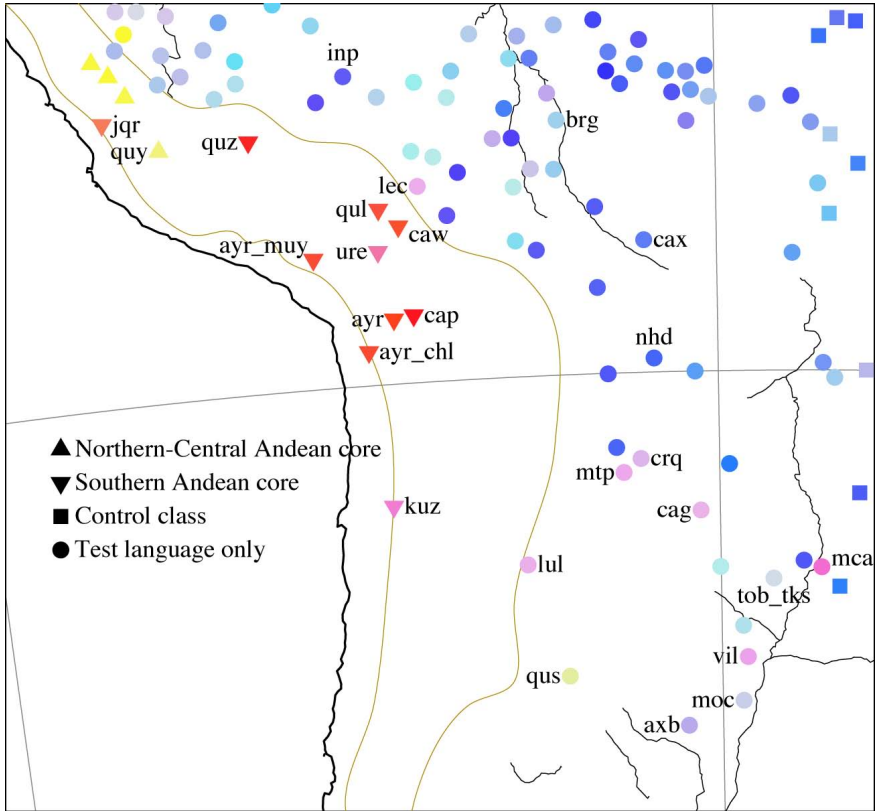 inp
jqr
brg
quy
quz
lec
qul
caw
cax
ayr_muy
ure
ayr
cap
nhd
ayr_chl
▲ Northern-Central Andean core
▼ Southern Andean core
■ Control class
● Test language only
crq
mtp
kuz
cag
lul
mca
tob_tks
vil
qus
moc
axb